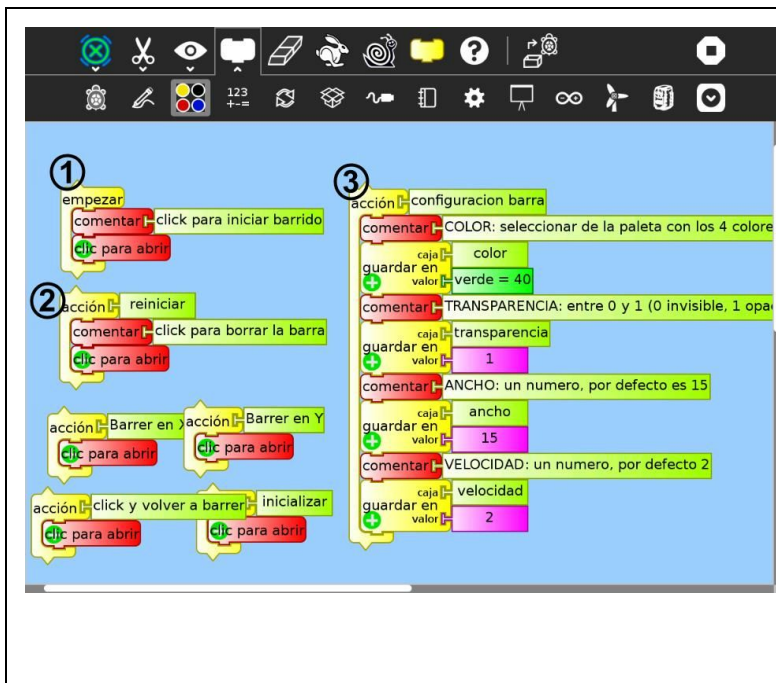 123
+-=
1
empezar
comentar click para iniciar barrido
clic para abrir
2
acción reiniciar
comentar click para borrar la barra
clic para abrir
acción Barrer en
clic para abrir
acción Barrer en Y
clic para abrir
acción click y volver a barrer
clic para abrir
inicializar
clic para abrir
3
acción configuracion barra
comentar COLOR: seleccionar de la paleta con los 4 colore
guardar en caja color
valor verde = 40
comentar TRANSPARENCIA: entre 0 y 1 (0 invisible, 1 opa
guardar en caja transparencia
valor 1
comentar ANCHO: un numero, por defecto es 15
guardar en caja ancho
valor 15
comentar VELOCIDAD: un numero, por defecto 2
guardar en caja velocidad
valor 2